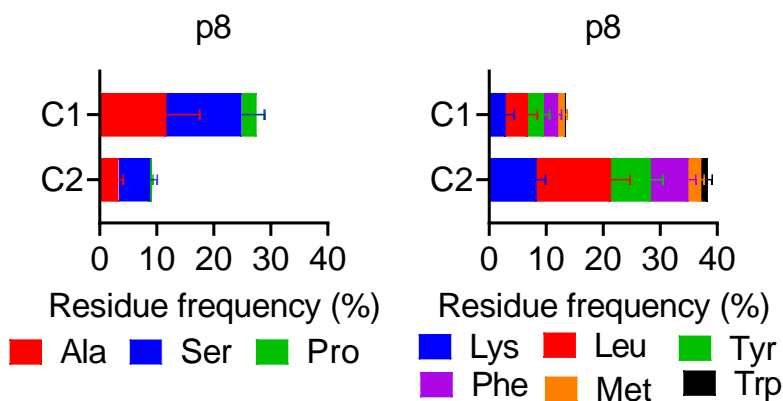 p8
C1
C2
0 10 20 30 40
Residue frequency (%)
Ala Ser Pro
p8
C1
C2
0 10 20 30 40
Residue frequency (%)
Lys Leu Tyr
Phe Met Trp